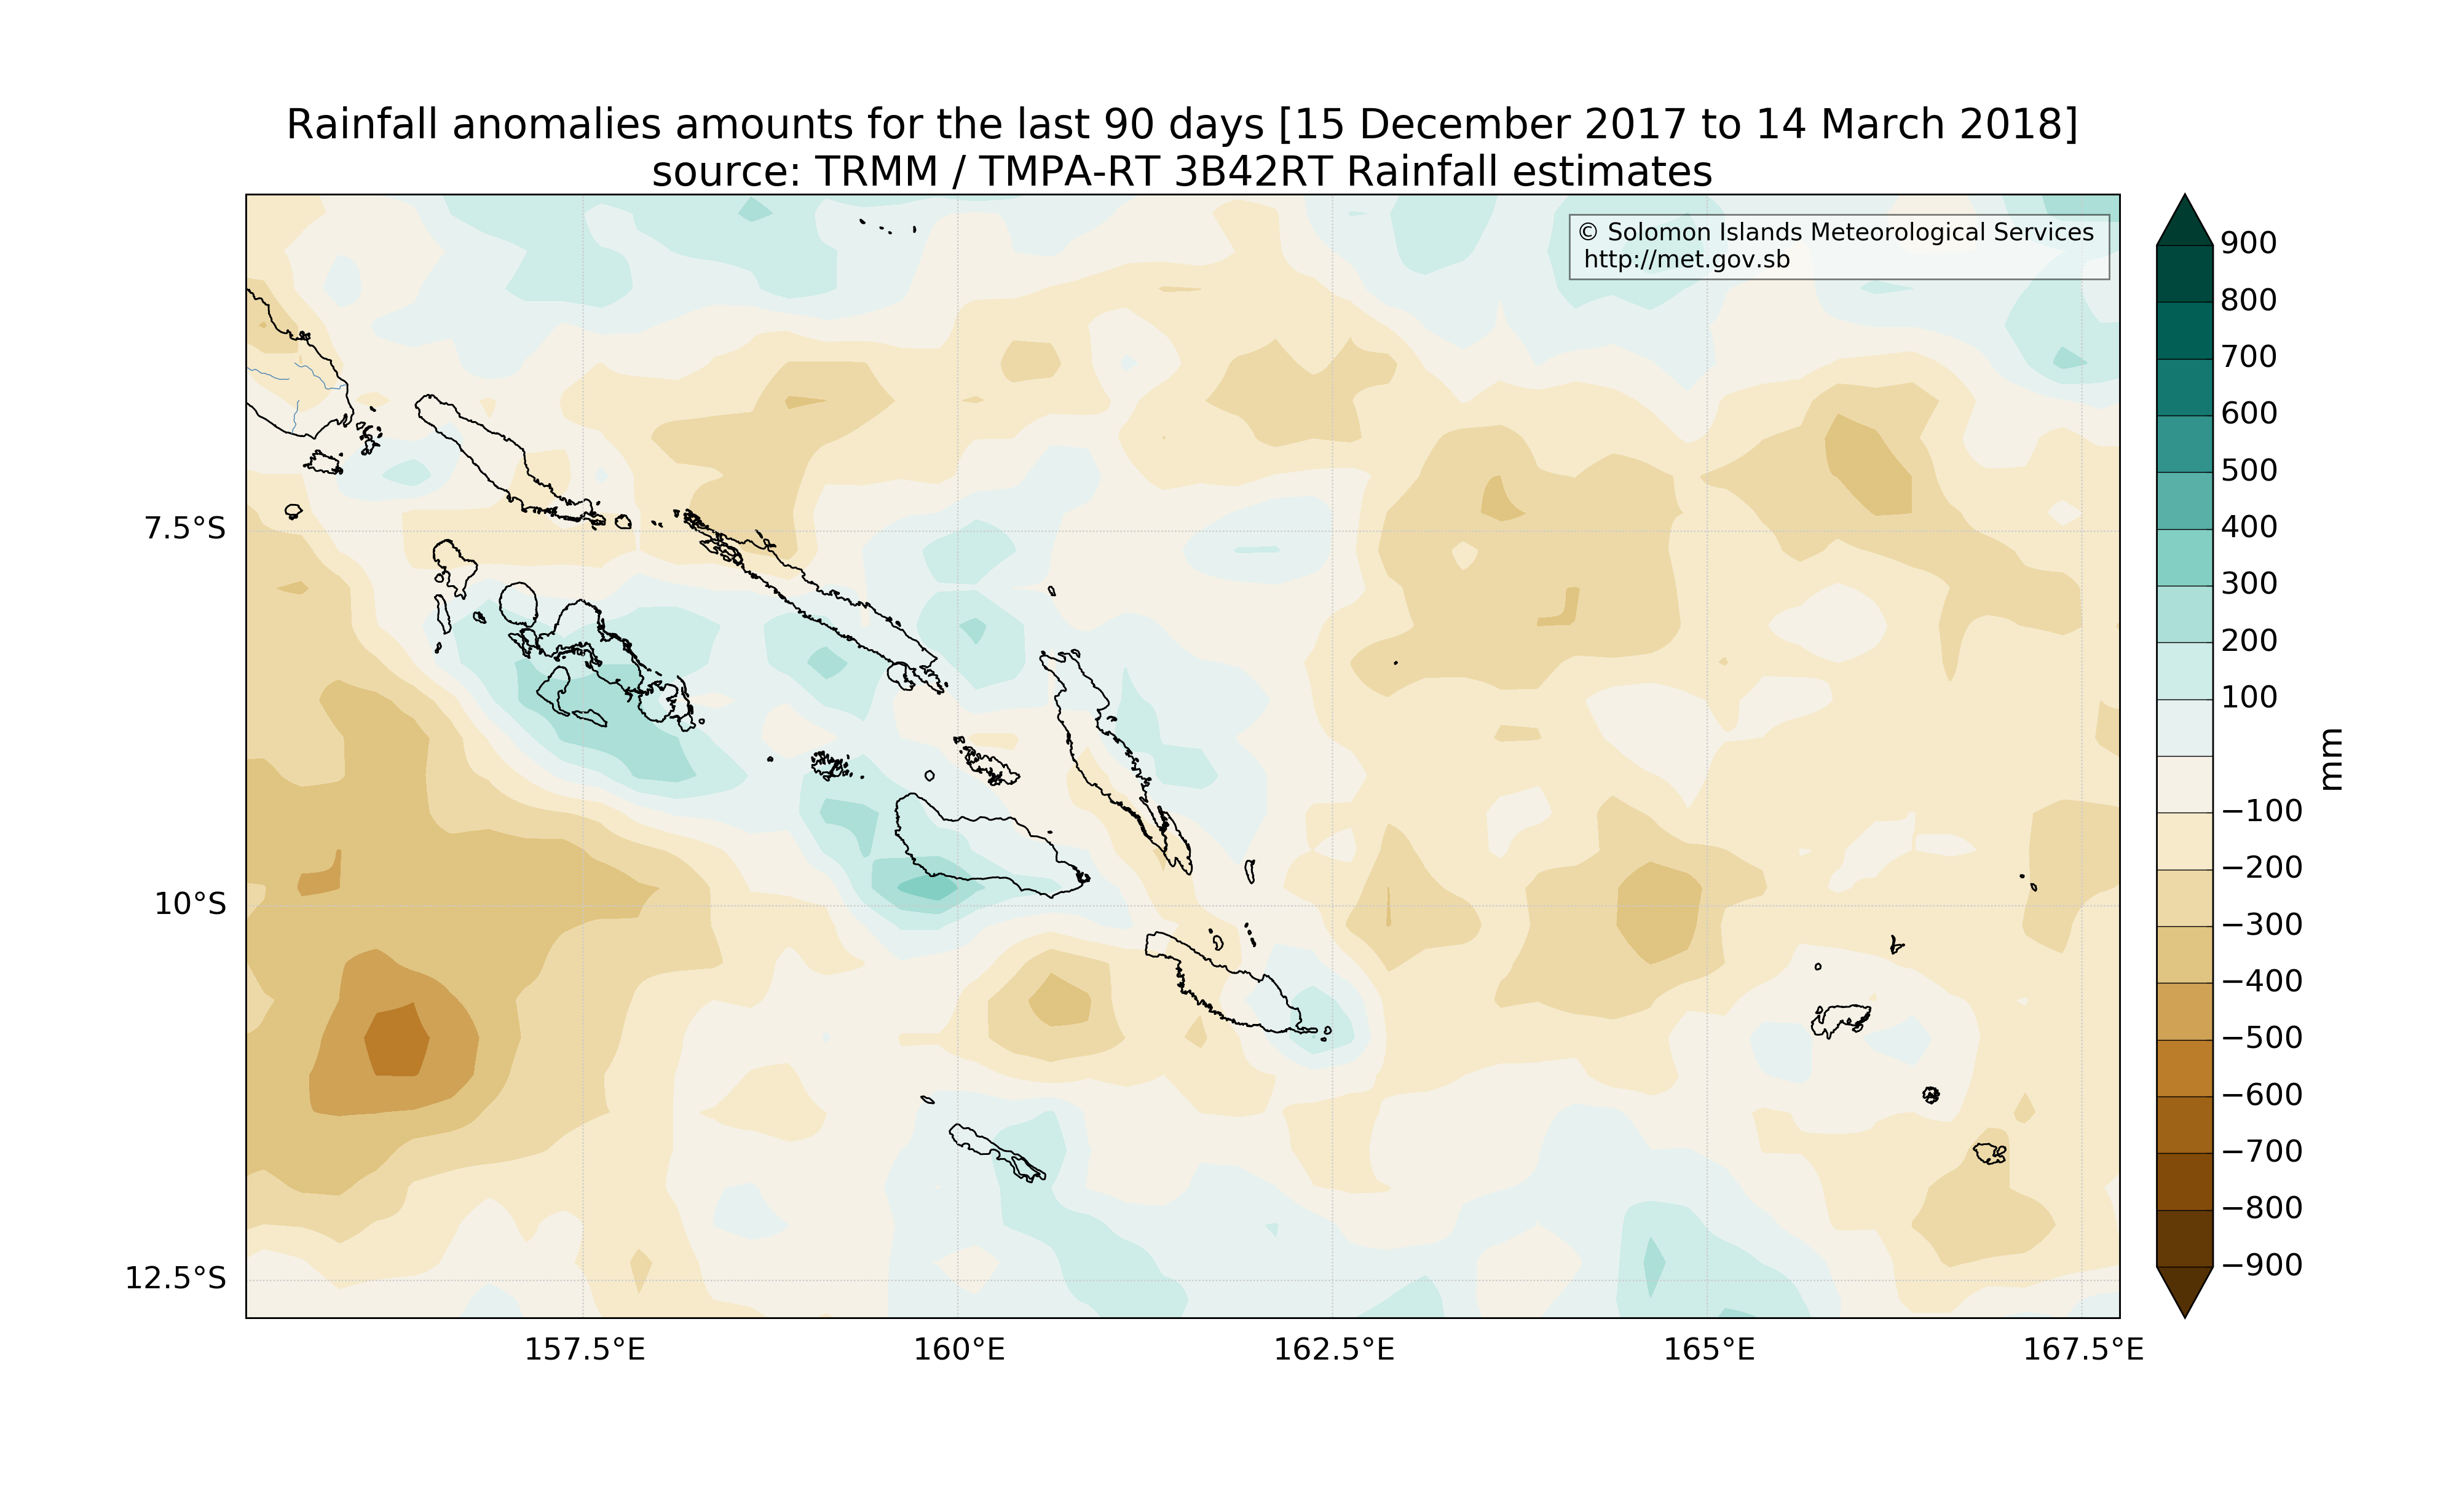 Rainfall anomalies amounts for the last 90 days [15 December 2017 to 14 March 2018]
source: TRMM / TMPA-RT 3B42RT Rainfall estimates
© Solomon Islands Meteorological Services
http://met.gov.sb
7.5°S
10°S
12.5°S
157.5°E
160°E
162.5°E
165°E
167.5°E
900
800
700
600
500
400
300
200
100
−100
−200
−300
−400
−500
−600
−700
−800
−900
mm